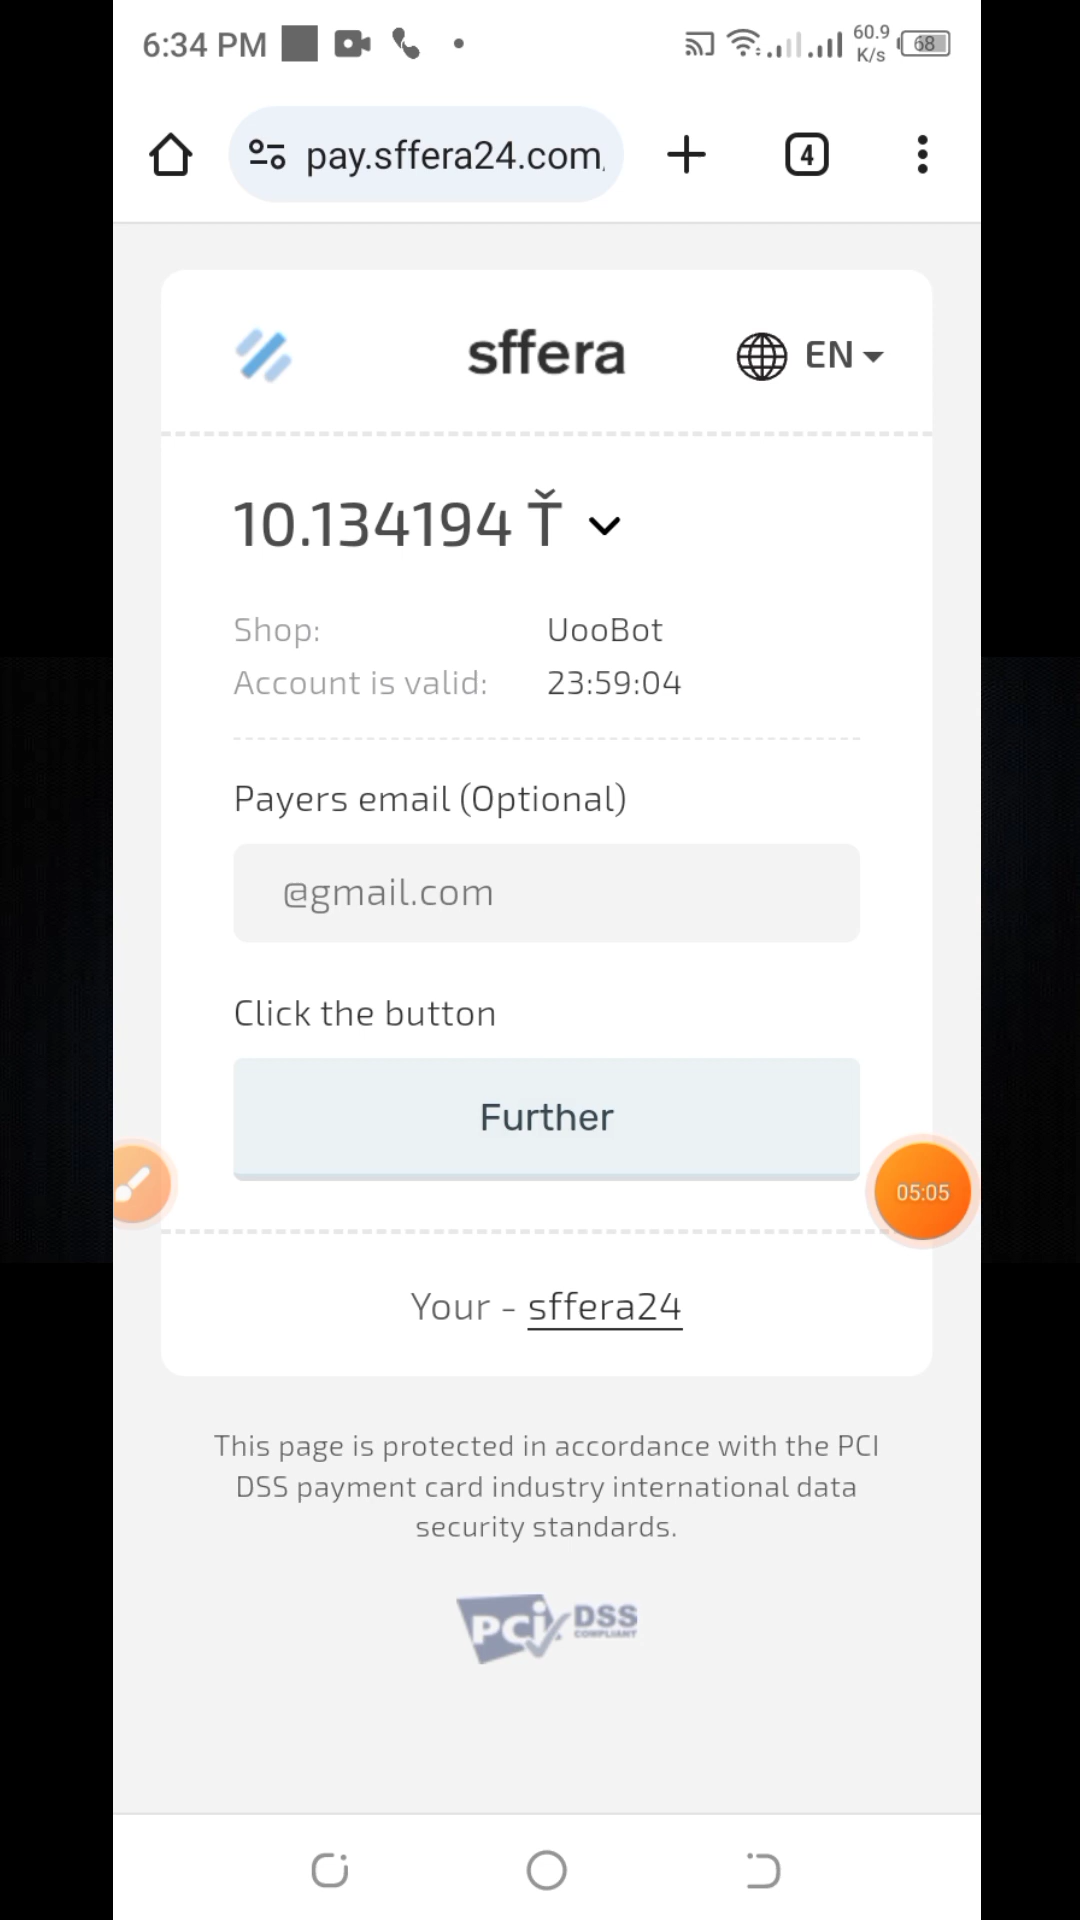 6:34 PM
60.9
K/s
68
pay.sffera24.com
4
sffera
EN
10.134194 Ť
Shop: UooBot
Account is valid: 23:59:04
Payers email (Optional)
@gmail.com
Click the button
Further
05:05
Your - sffera24
This page is protected in accordance with the PCI
DSS payment card industry international data
security standards.
PCi DSS
COMPLIANT